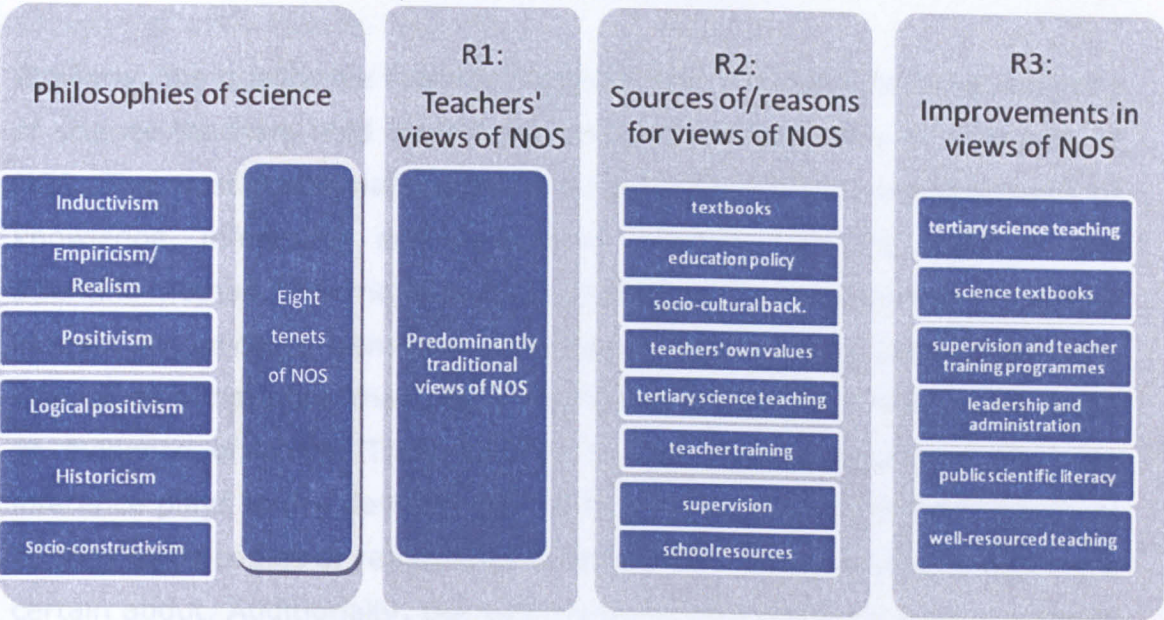 Philosophies of science
Inductivism
Empiricism/
Realism
Positivism
Logical positivism
Historicism
Socio-constructivism
Eight
tenets
of NOS
R1:
Teachers'
views of NOS
Predominantly
traditional
views of NOS
R2:
Sources of/reasons
for views of NOS
textbooks
education policy
socio-cultural back.
teachers' own values
tertiary science teaching
teacher training
supervision
school resources
R3:
Improvements in
views of NOS
tertiary science teaching
science textbooks
supervision and teacher
training programmes
leadership and
administration
public scientific literacy
well-resourced teaching